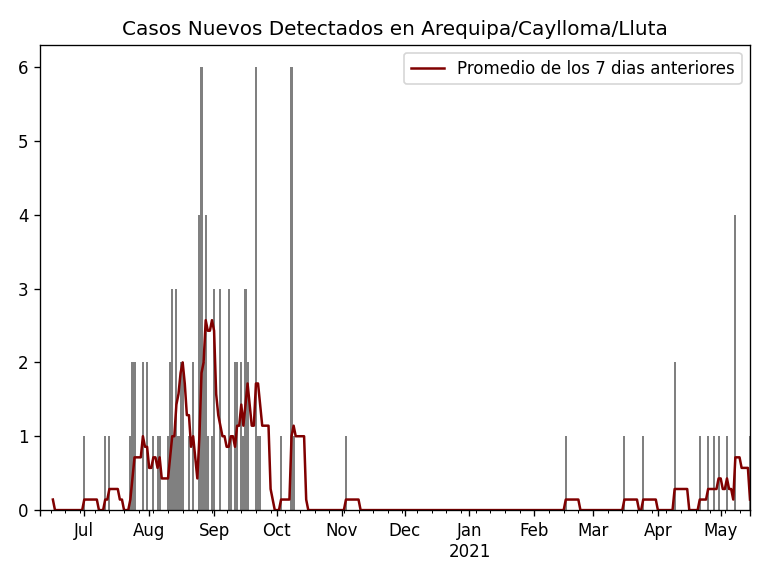 Casos Nuevos Detectados en Arequipa/Caylloma/Lluta
Promedio de los 7 dias anteriores
6
5
4
3
2
1
0
Jul Aug Sep Oct Nov Dec Jan Feb Mar Apr May
2021